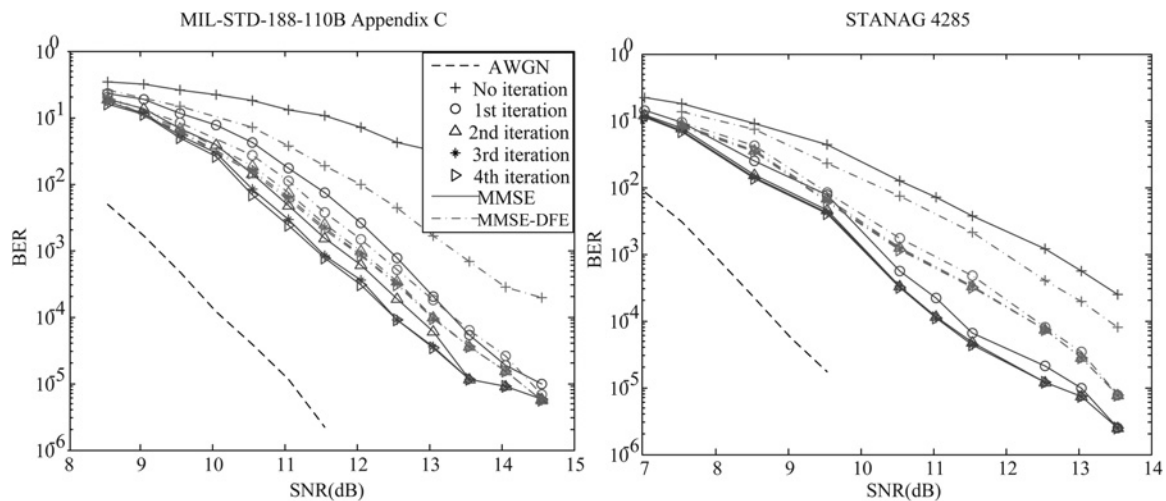 MIL-STD-188-110B Appendix C
10^0
10^-1
10^-2
10^-3
10^-4
10^-5
10^-6
BER
8 9 10 11 12 13 14 15
SNR(dB)
AWGN
No iteration
1st iteration
2nd iteration
3rd iteration
4th iteration
MMSE
MMSE-DFE
STANAG 4285
10^0
10^-1
10^-2
10^-3
10^-4
10^-5
10^-6
BER
7 8 9 10 11 12 13 14
SNR(dB)